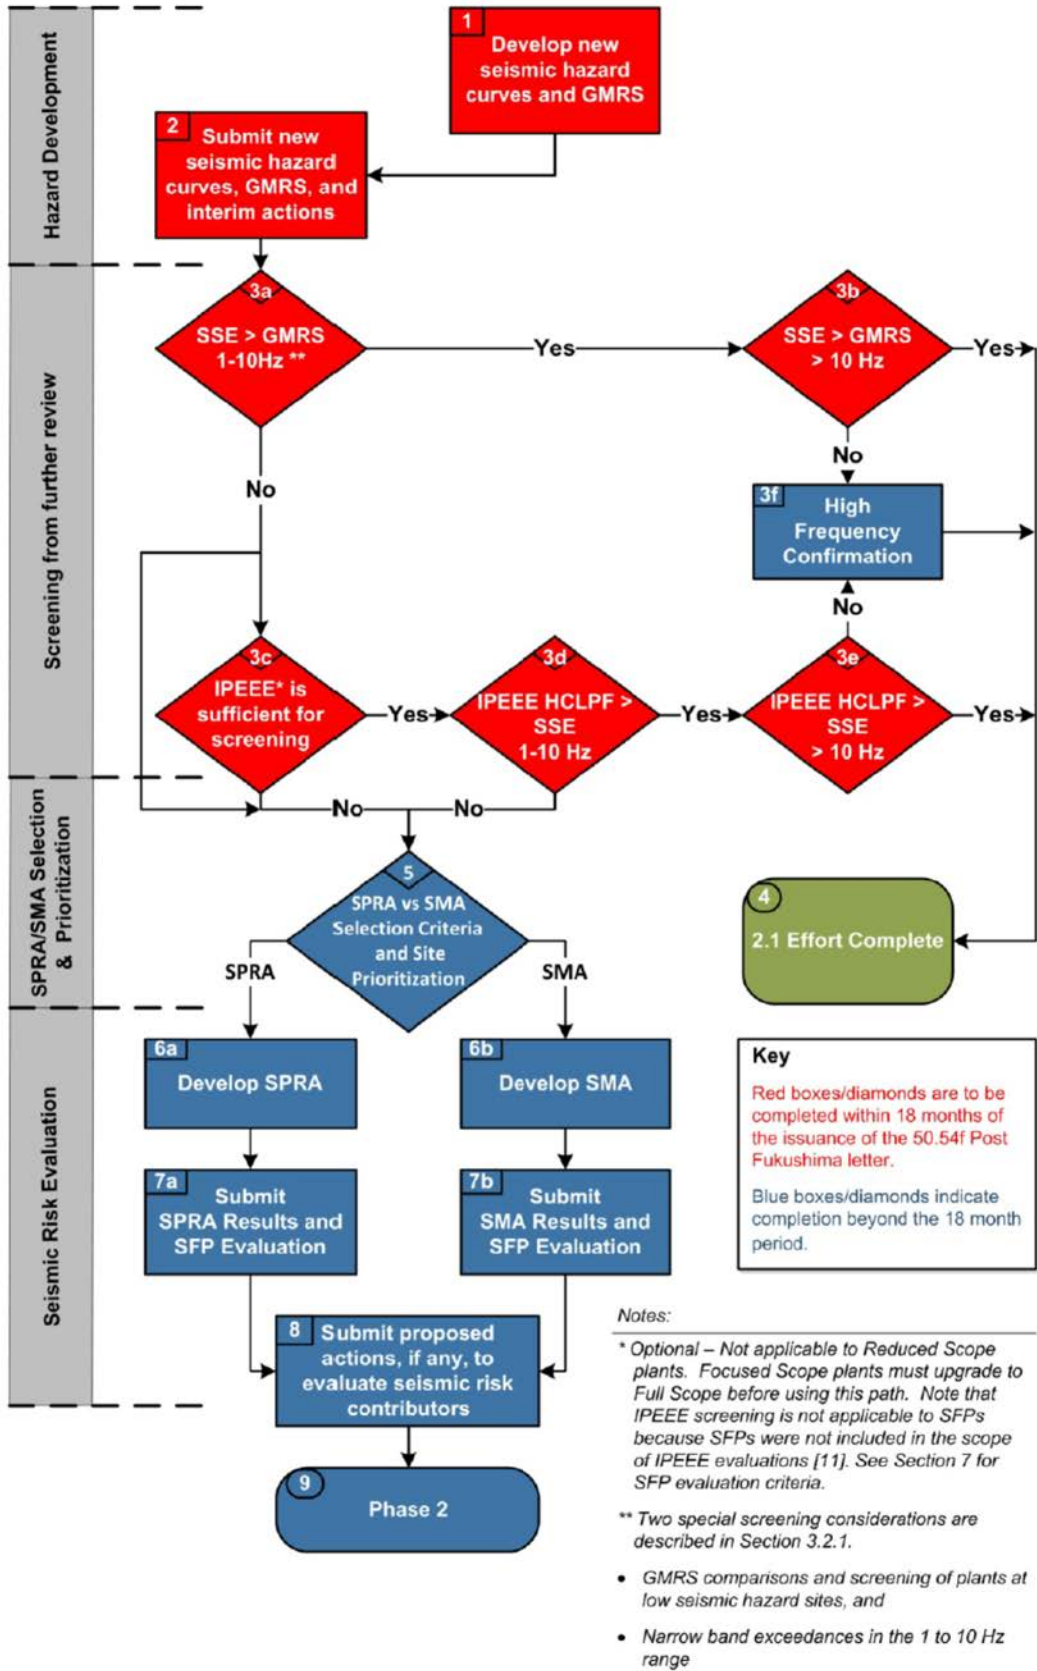 Hazard Development
1
Develop new
seismic hazard
curves and GMRS
2
Submit new
seismic hazard
curves, GMRS, and
interim actions
Screening from further review
3a
SSE > GMRS
1-10Hz **
Yes
3b
SSE > GMRS
> 10 Hz
Yes
No
No
3f
High
Frequency
Confirmation
No
3c
IPEEE* is
sufficient for
screening
Yes
3d
IPEEE HCLPF >
SSE
1-10 Hz
Yes
3e
IPEEE HCLPF >
SSE
> 10 Hz
Yes
No
No
SPRA/SMA Selection
& Prioritization
5
SPRA vs SMA
Selection Criteria
and Site
Prioritization
SPRA
SMA
4
2.1 Effort Complete
Seismic Risk Evaluation
6a
Develop SPRA
6b
Develop SMA
7a
Submit
SPRA Results and
SFP Evaluation
7b
Submit
SMA Results and
SFP Evaluation
8
Submit proposed
actions, if any, to
evaluate seismic risk
contributors
9
Phase 2
Key
Red boxes/diamonds are to be
completed within 18 months of
the issuance of the 50.54f Post
Fukushima letter.
Blue boxes/diamonds indicate
completion beyond the 18 month
period.
Notes:
* Optional – Not applicable to Reduced Scope
plants. Focused Scope plants must upgrade to
Full Scope before using this path. Note that
IPEEE screening is not applicable to SFPs
because SFPs were not included in the scope
of IPEEE evaluations [11]. See Section 7 for
SFP evaluation criteria.
** Two special screening considerations are
described in Section 3.2.1.
• GMRS comparisons and screening of plants at
low seismic hazard sites, and
• Narrow band exceedances in the 1 to 10 Hz
range